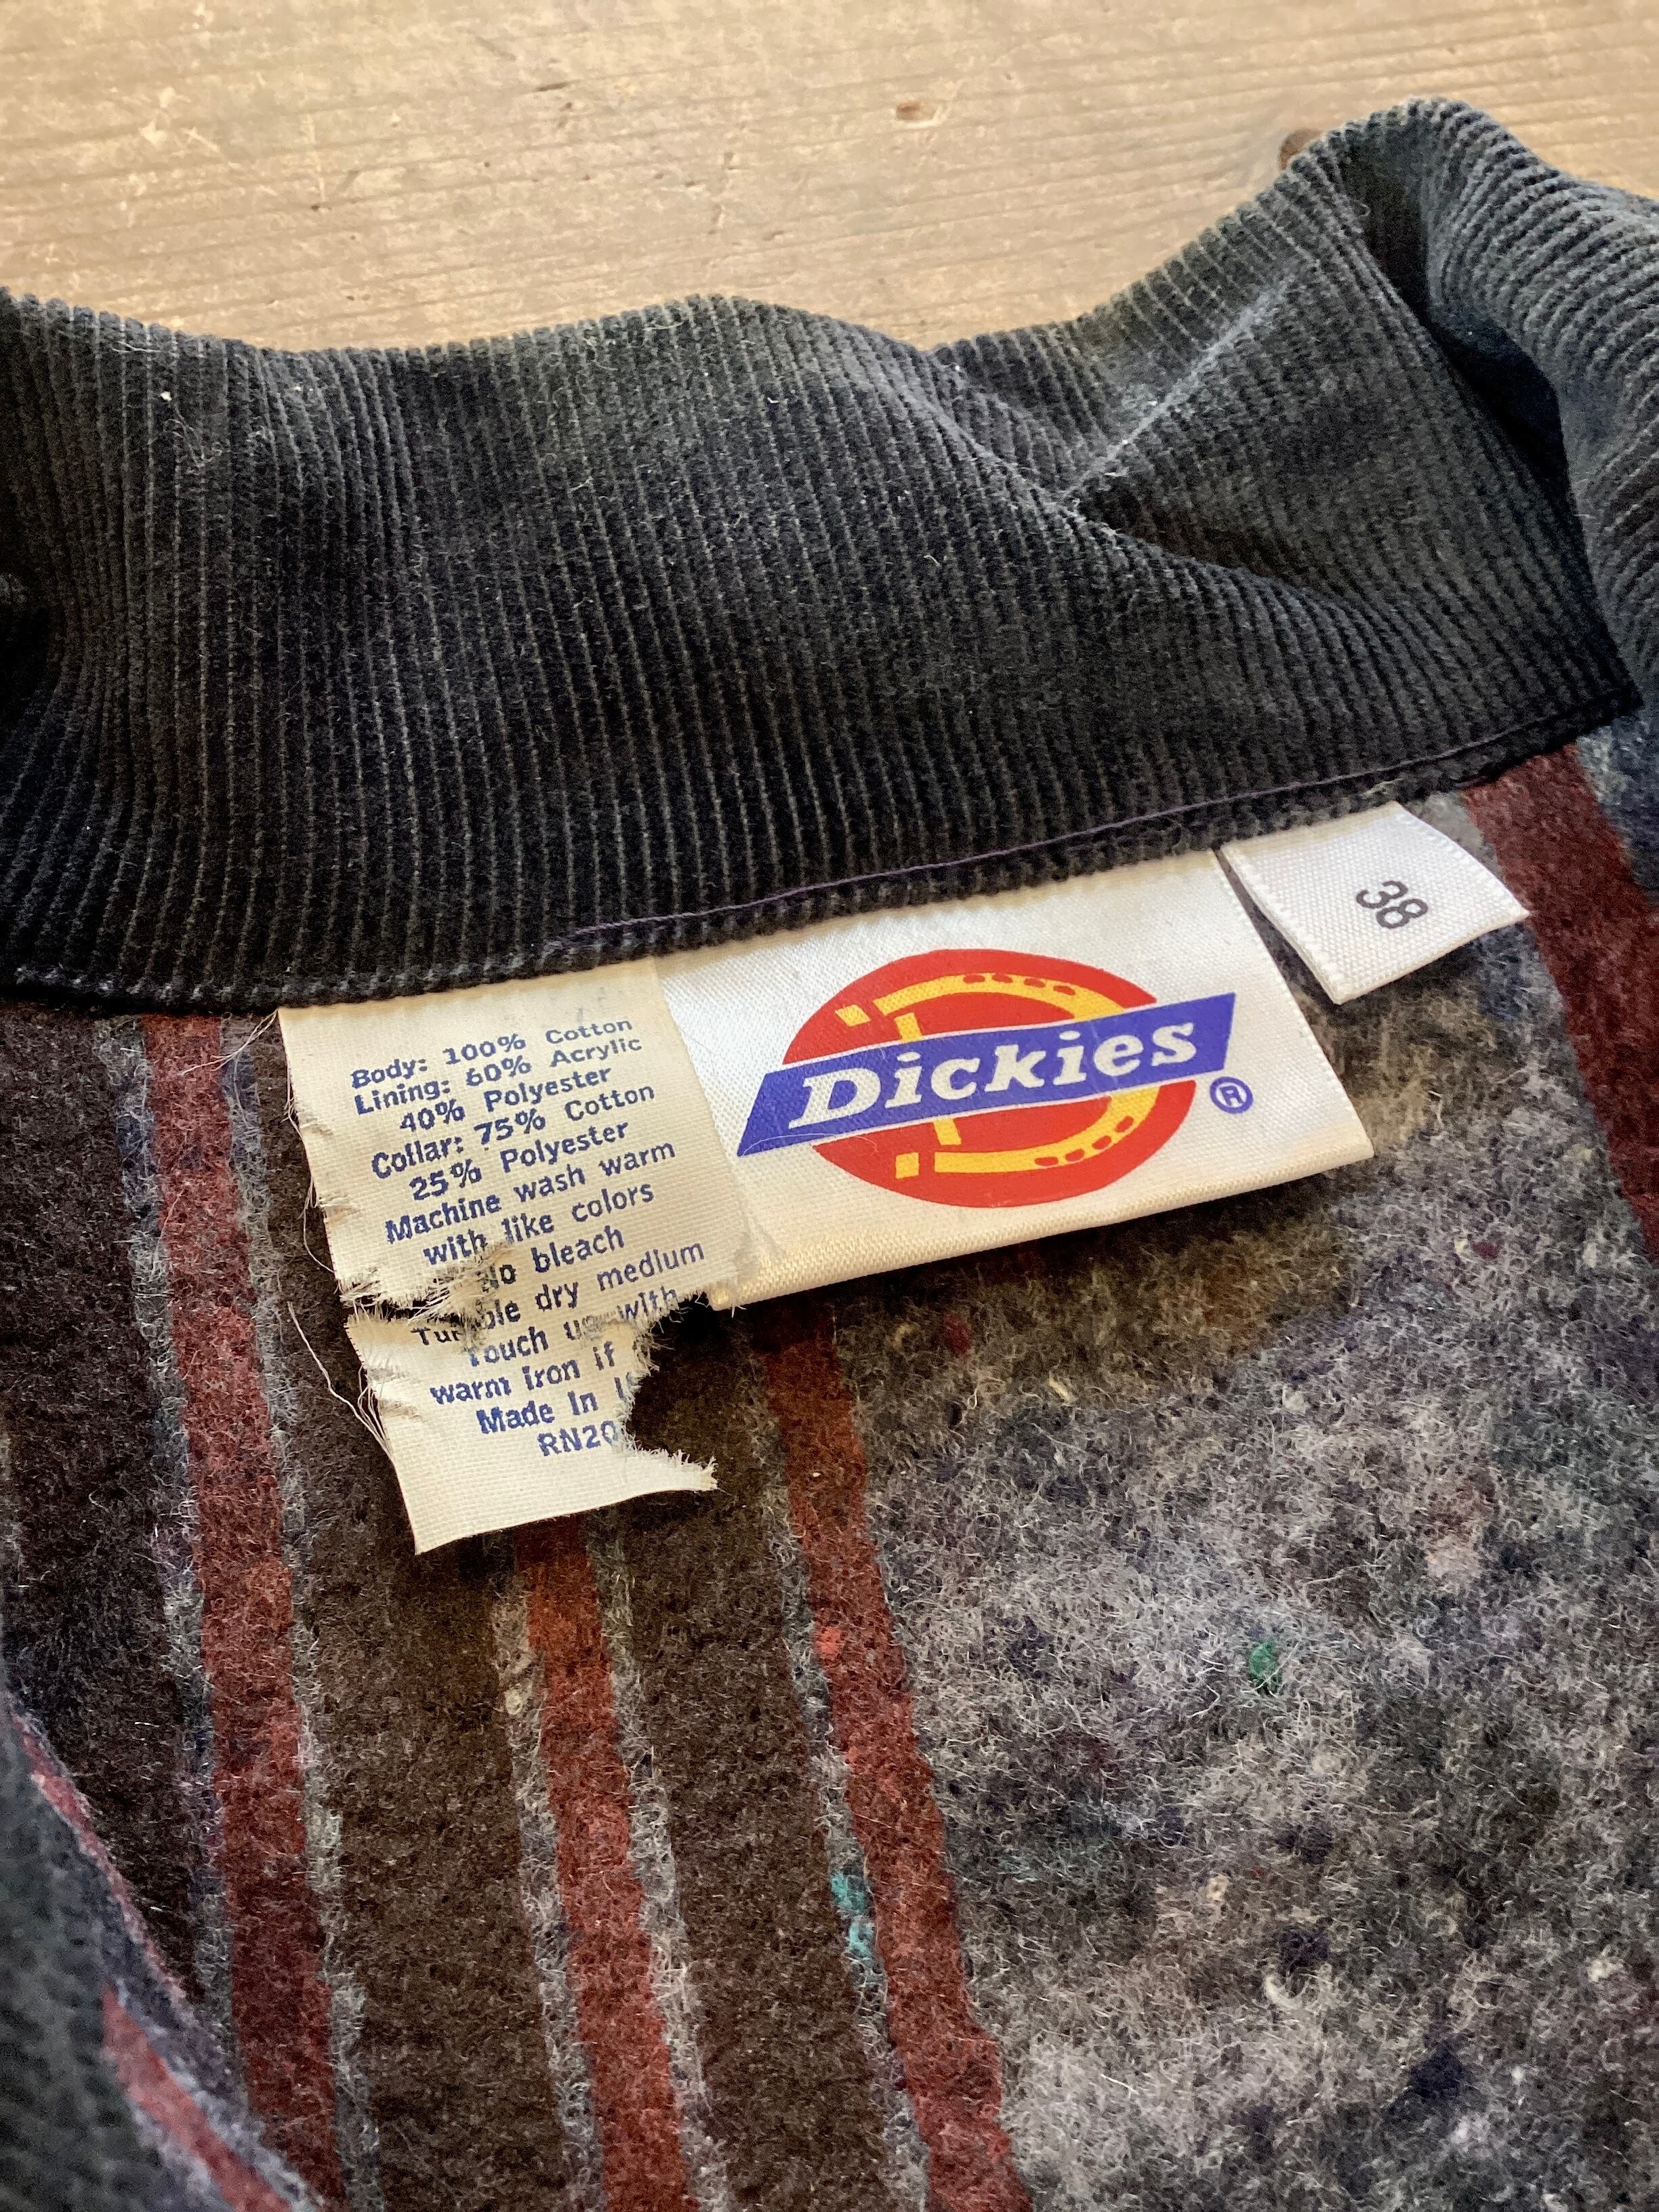 Body: 100% Cotton
Lining: 60% Acrylic
40% Polyester
Collar: 75% Cotton
25% Polyester
Machine wash warm
with like colors
No bleach
dry medium
Touch up with
warm Iron if
Made In
RN20
Dickies®
38